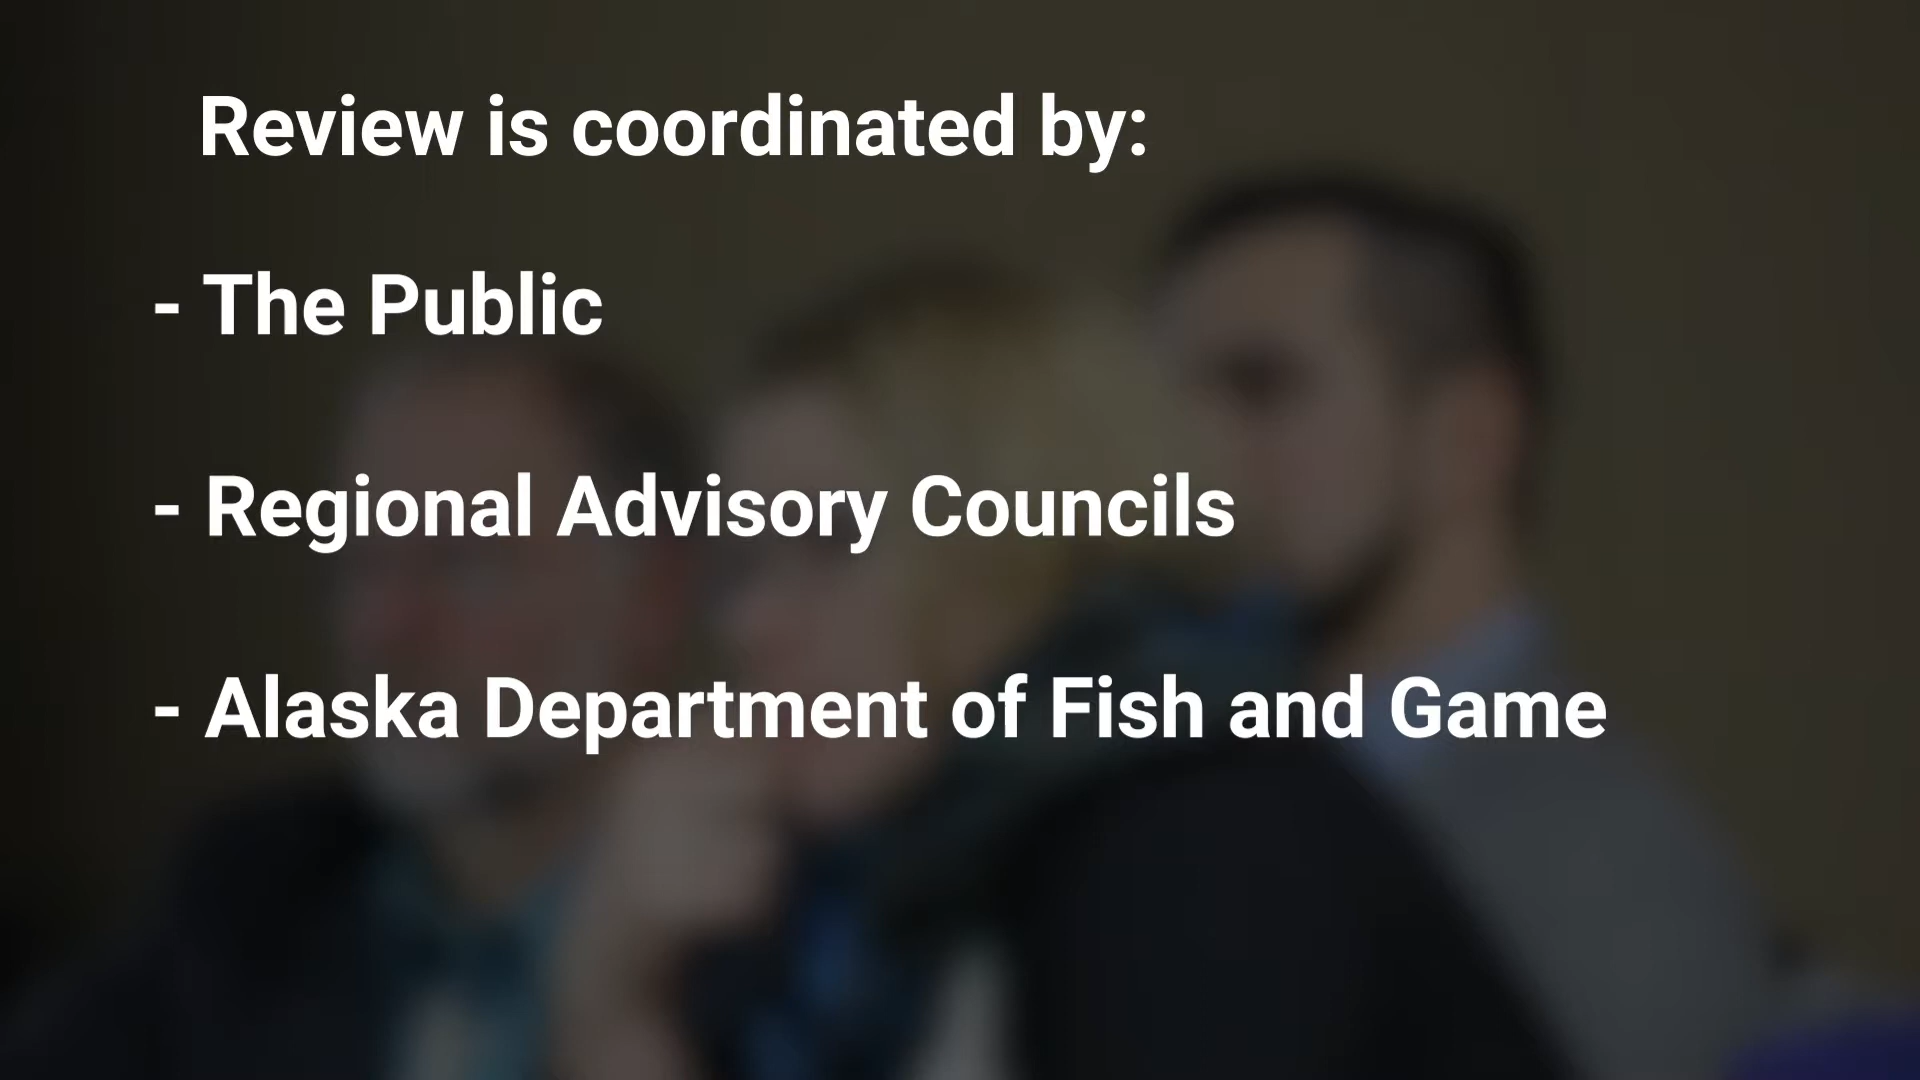 Review is coordinated by:
- The Public
- Regional Advisory Councils
- Alaska Department of Fish and Game